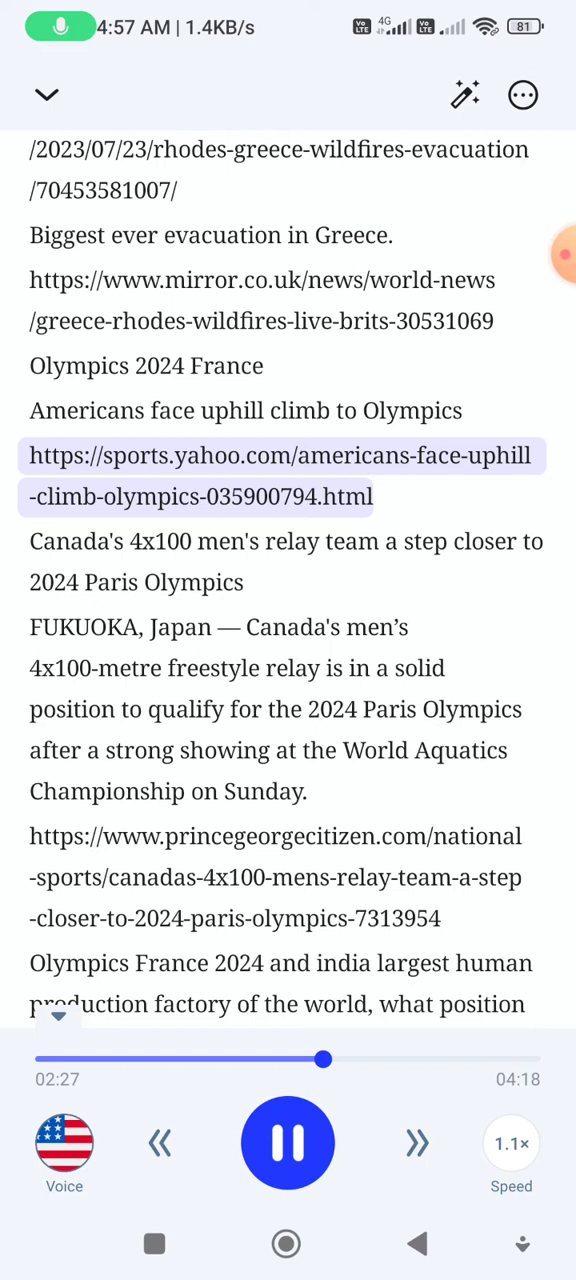 4:57 AM | 1.4KB/s Vo LTE 4G Vo LTE 81
/2023/07/23/rhodes-greece-wildfires-evacuation
/70453581007/
Biggest ever evacuation in Greece.
https://www.mirror.co.uk/news/world-news
/greece-rhodes-wildfires-live-brits-30531069
Olympics 2024 France
Americans face uphill climb to Olympics
https://sports.yahoo.com/americans-face-uphill
-climb-olympics-035900794.html
Canada's 4x100 men's relay team a step closer to
2024 Paris Olympics
FUKUOKA, Japan — Canada's men’s
4x100-metre freestyle relay is in a solid
position to qualify for the 2024 Paris Olympics
after a strong showing at the World Aquatics
Championship on Sunday.
https://www.princegeorgecitizen.com/national
-sports/canadas-4x100-mens-relay-team-a-step
-closer-to-2024-paris-olympics-7313954
Olympics France 2024 and india largest human
production factory of the world, what position
02:27 04:18
1.1×
Voice Speed